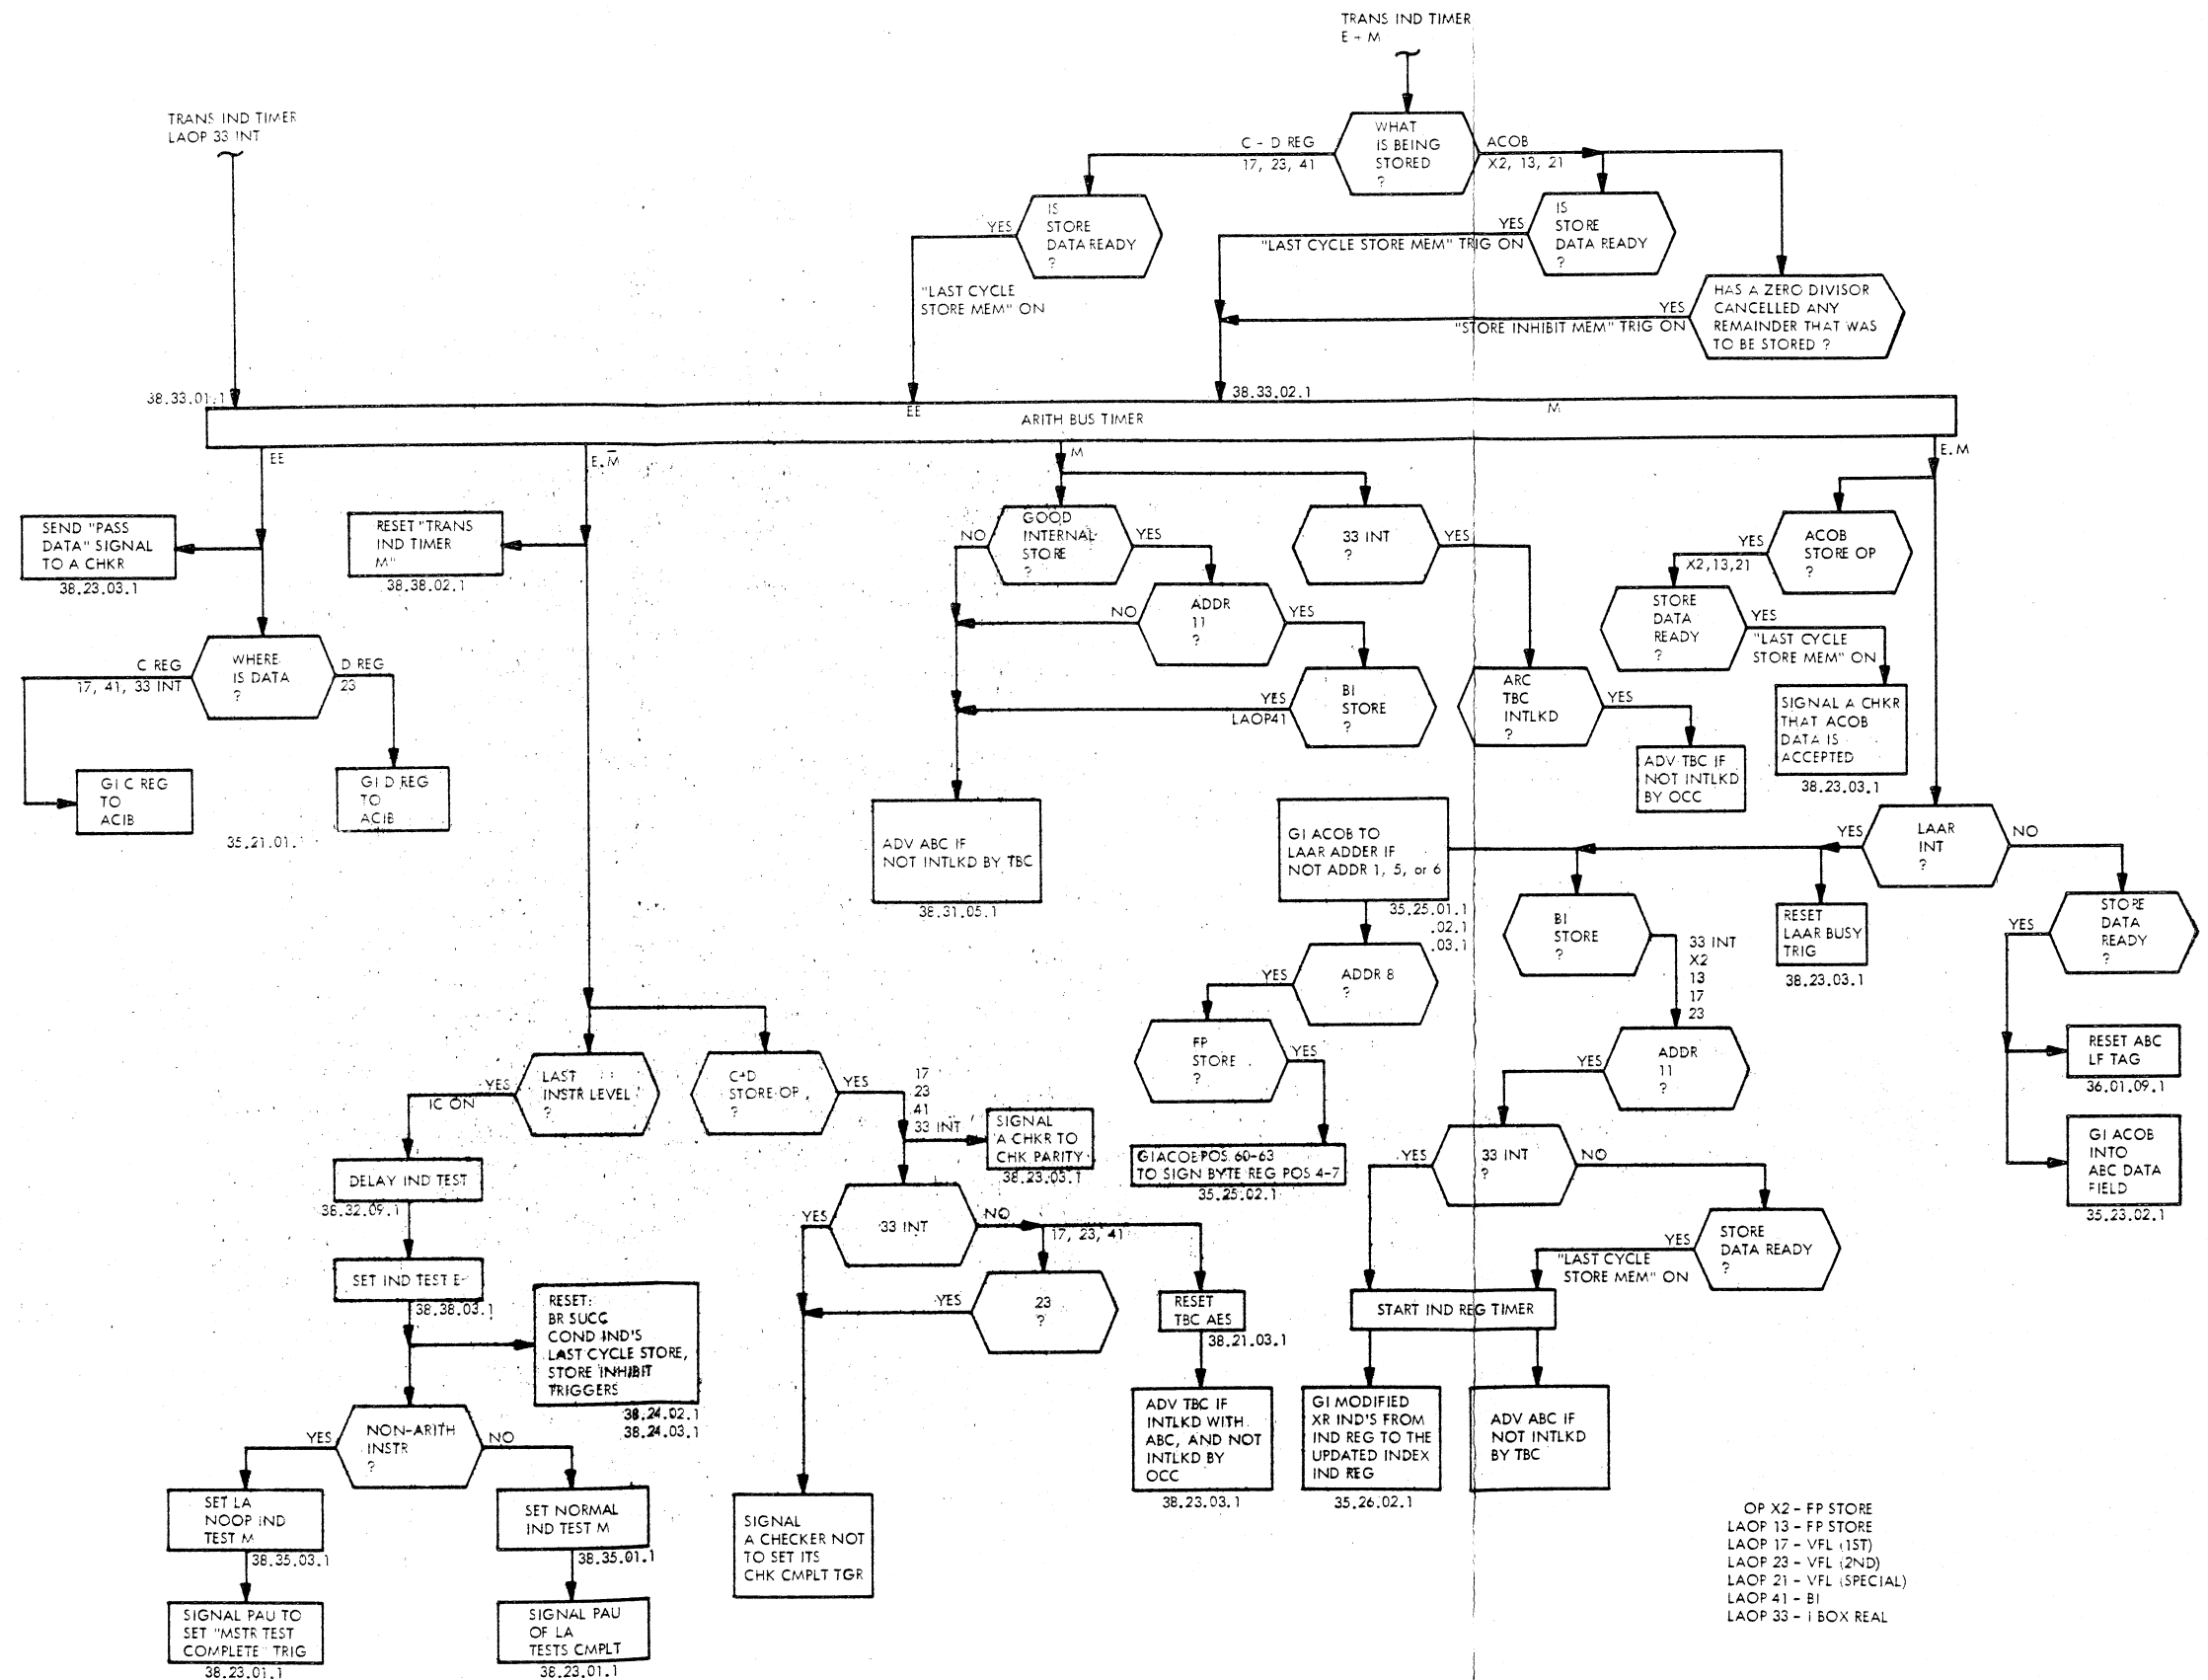 TRANS IND TIMER
E + M
TRANS IND TIMER
LAOP 33 INT
WHAT
IS BEING
STORED
?
C - D REG
17, 23, 41
ACOB
X2, 13, 21
IS
STORE
DATA READY
?
YES
"LAST CYCLE
STORE MEM" ON
IS
STORE
DATA READY
?
YES
"LAST CYCLE STORE MEM" TRIG ON
HAS A ZERO DIVISOR
CANCELLED ANY
REMAINDER THAT WAS
TO BE STORED ?
YES
"STORE INHIBIT MEM" TRIG ON
38.33.01.1
38.33.02.1
EE
M
ARITH BUS TIMER
EE
E.M̅
M
E.M
SEND "PASS
DATA" SIGNAL
TO A CHKR
38.23.03.1
RESET "TRANS
IND TIMER
M"
38.38.02.1
WHERE
IS DATA
?
C REG
17, 41, 33 INT
D REG
23
GI C REG
TO
ACIB
GI D REG
TO
ACIB
35.21.01.1
GOOD
INTERNAL
STORE
?
NO
YES
33 INT
?
YES
ADDR
11
?
NO
YES
BI
STORE
?
YES
LAOP41
ARC
TBC
INTLKD
?
YES
ADV TBC IF
NOT INTLKD
BY OCC
ADV ABC IF
NOT INTLKD BY TBC
38.31.05.1
ACOB
STORE OP
?
YES
X2,13,21
STORE
DATA
READY
?
YES
"LAST CYCLE
STORE MEM" ON
SIGNAL A CHKR
THAT ACOB
DATA IS
ACCEPTED
38.23.03.1
LAAR
INT
?
YES
NO
GI ACOB TO
LAAR ADDER IF
NOT ADDR 1, 5, or 6
35.25.01.1
.02.1
.03.1
BI
STORE
?
33 INT
X2
13
17
23
RESET
LAAR BUSY
TRIG
38.23.03.1
STORE
DATA
READY
?
YES
RESET ABC
LF TAG
36.01.09.1
GI ACOB
INTO
ABC DATA
FIELD
35.23.02.1
ADDR 8
?
YES
FP
STORE
?
YES
GIACOB POS. 60-63
TO SIGN BYTE REG POS 4-7
35.25.02.1
ADDR
11
?
YES
33 INT
?
YES
NO
STORE
DATA READY
?
YES
"LAST CYCLE
STORE MEM" ON
START IND REG TIMER
GI MODIFIED
XR IND'S FROM
IND REG TO THE
UPDATED INDEX
IND REG
35.26.02.1
ADV ABC IF
NOT INTLKD
BY TBC
LAST
INSTR LEVEL
?
YES
IC ON
C+D
STORE OP
?
YES
17
23
41
33 INT
SIGNAL
A CHKR TO
CHK PARITY
38.23.03.1
DELAY IND TEST
38.32.09.1
SET IND TEST E
38.38.03.1
RESET:
BR SUCC
COND IND'S
LAST CYCLE STORE,
STORE INHIBIT
TRIGGERS
38.24.02.1
38.24.03.1
33 INT
YES
NO
17, 23, 41
23
?
YES
RESET
TBC AES
38.21.03.1
ADV TBC IF
INTLKD WITH
ABC, AND NOT
INTLKD BY
OCC
38.23.03.1
NON-ARITH
INSTR
?
YES
NO
SET LA
NOOP IND
TEST M
38.35.03.1
SET NORMAL
IND TEST M
38.35.01.1
SIGNAL
A CHECKER NOT
TO SET ITS
CHK CMPLT TGR
SIGNAL PAU TO
SET "MSTR TEST
COMPLETE" TRIG
38.23.01.1
SIGNAL PAU
OF LA
TESTS CMPLT
38.23.01.1
OP X2 - FP STORE
LAOP 13 - FP STORE
LAOP 17 - VFL (1ST)
LAOP 23 - VFL (2ND)
LAOP 21 - VFL (SPECIAL)
LAOP 41 - BI
LAOP 33 - I BOX REAL